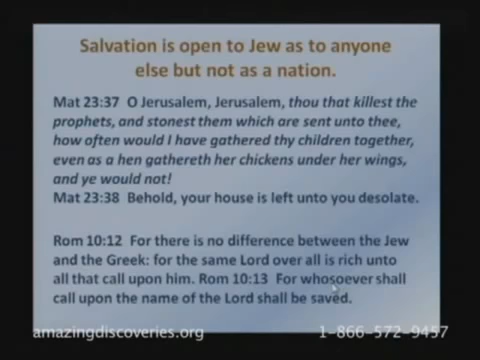 Salvation is open to Jew as to anyone
else but not as a nation.
Mat 23:37  O Jerusalem, Jerusalem, thou that killest the
prophets, and stonest them which are sent unto thee,
how often would I have gathered thy children together,
even as a hen gathereth her chickens under her wings,
and ye would not!
Mat 23:38  Behold, your house is left unto you desolate.
Rom 10:12  For there is no difference between the Jew
and the Greek: for the same Lord over all is rich unto
all that call upon him. Rom 10:13  For whosoever shall
call upon the name of the Lord shall be saved.
amazingdiscoveries.org 1-866-572-9457